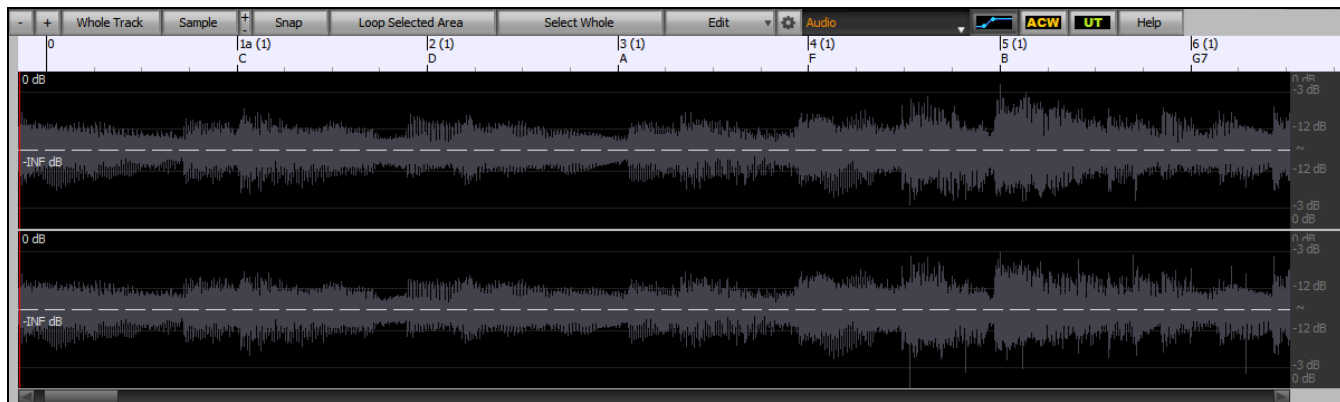 - + Whole Track Sample + - Snap Loop Selected Area Select Whole Edit Audio ACW UT Help
0 1a (1) 2 (1) 3 (1) 4 (1) 5 (1) 6 (1)
C D A F B G7
0 dB 0 dB
-3 dB
-12 dB
-INF dB ~
-12 dB
-3 dB
0 dB
0 dB 0 dB
-3 dB
-12 dB
~
-INF dB
-12 dB
-3 dB
0 dB